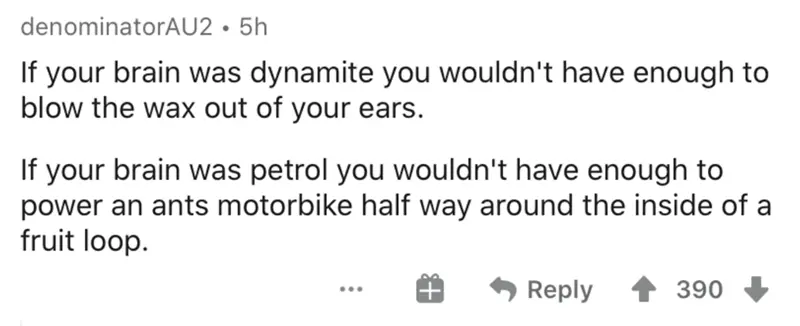 denominatorAU2 • 5h
If your brain was dynamite you wouldn't have enough to
blow the wax out of your ears.
If your brain was petrol you wouldn't have enough to
power an ants motorbike half way around the inside of a
fruit loop.
... Reply 390